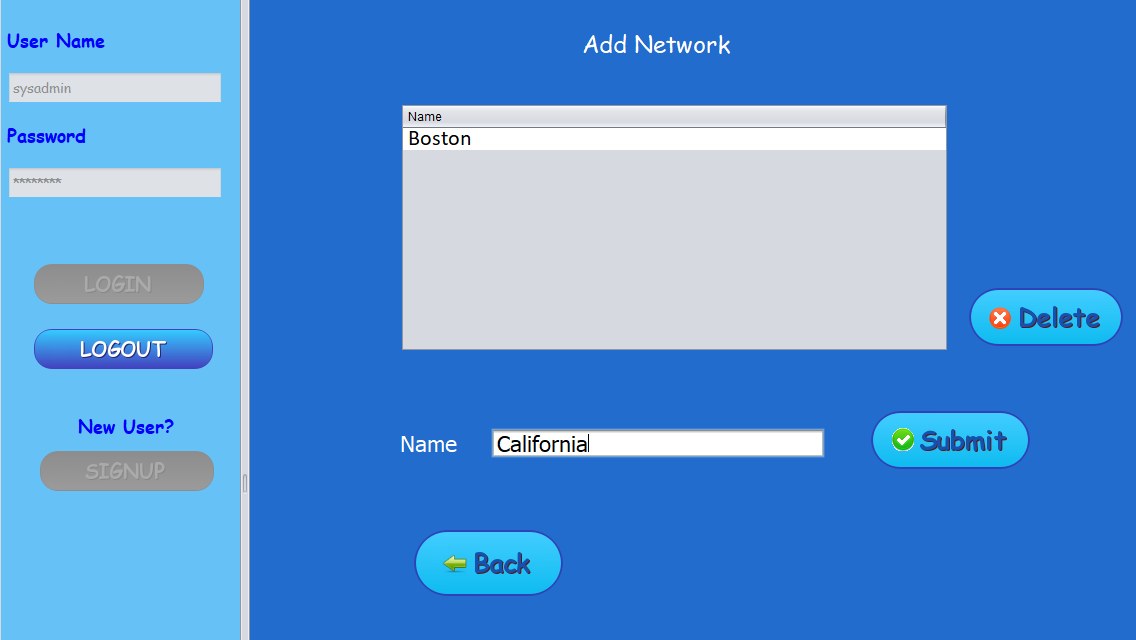 User Name
sysadmin
Password
********
LOGIN
LOGOUT
New User?
SIGNUP
Add Network
Name
Boston
Delete
Name
California
Submit
Back